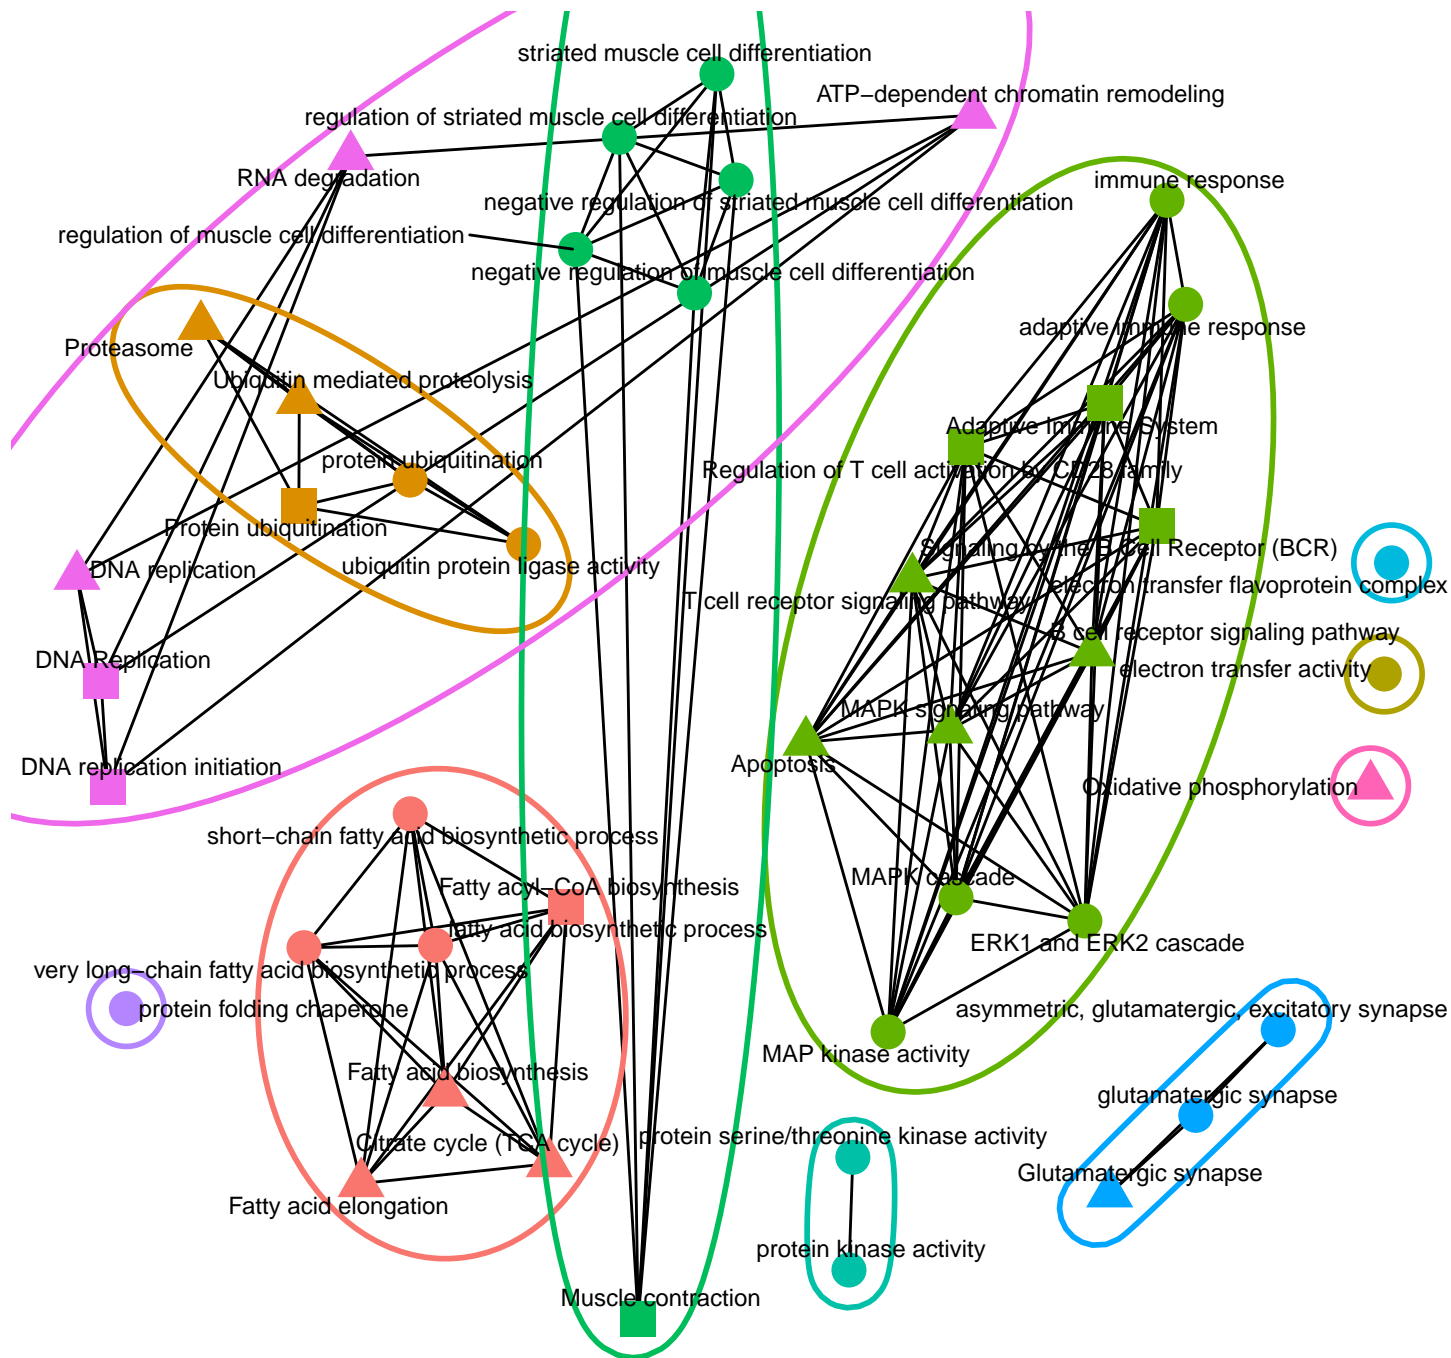 striated muscle cell differentiation
ATP−dependent chromatin remodeling
regulation of striated muscle cell differentiation
RNA degradation
immune response
negative regulation of striated muscle cell differentiation
regulation of muscle cell differentiation
negative regulation of muscle cell differentiation
adaptive immune response
Proteasome
Ubiquitin mediated proteolysis
Adaptive Immune System
protein ubiquitination
Regulation of T cell activation by CD28 family
Protein ubiquitination
Signaling by the B Cell Receptor (BCR)
ubiquitin protein ligase activity
DNA replication
electron transfer flavoprotein complex
T cell receptor signaling pathway
B cell receptor signaling pathway
DNA Replication
electron transfer activity
MAPK signaling pathway
Apoptosis
DNA replication initiation
Oxidative phosphorylation
short−chain fatty acid biosynthetic process
MAPK cascade
Fatty acyl−CoA biosynthesis
fatty acid biosynthetic process
ERK1 and ERK2 cascade
very long−chain fatty acid biosynthetic process
protein folding chaperone
asymmetric, glutamatergic, excitatory synapse
MAP kinase activity
Fatty acid biosynthesis
glutamatergic synapse
protein serine/threonine kinase activity
Citrate cycle (TCA cycle)
Glutamatergic synapse
Fatty acid elongation
protein kinase activity
Muscle contraction